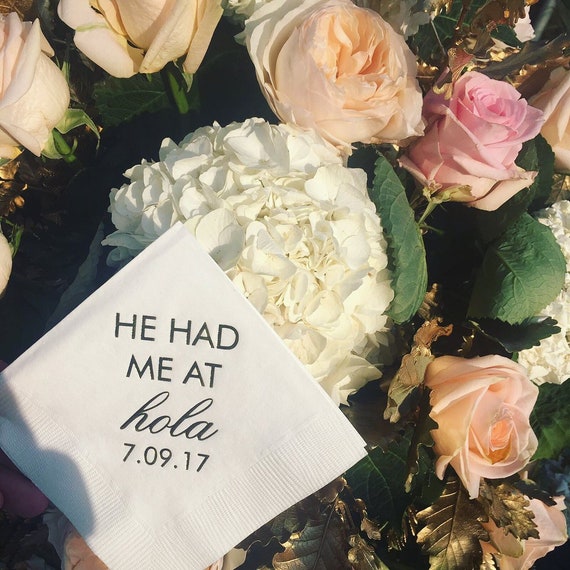 HE HAD
ME AT
hola
7.09.17